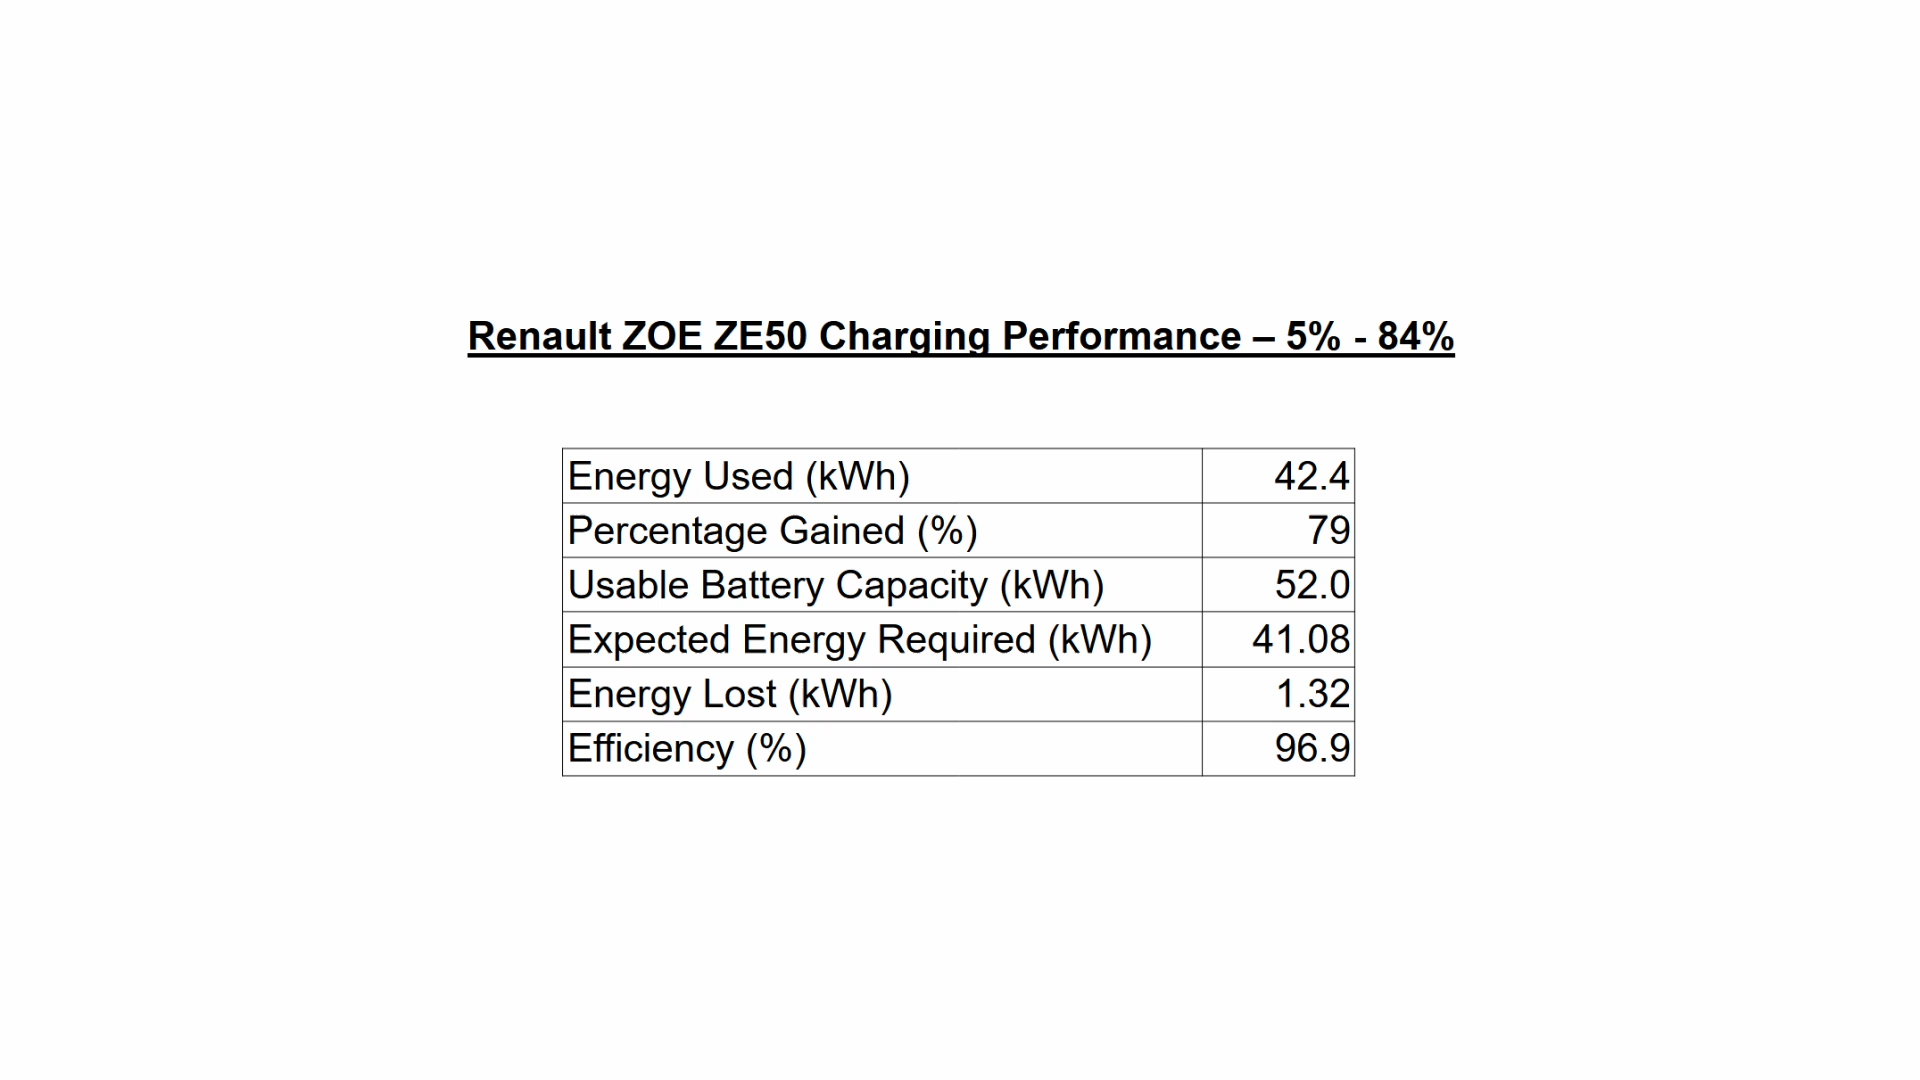 Renault ZOE ZE50 Charging Performance – 5% - 84%
Energy Used (kWh) 42.4
Percentage Gained (%) 79
Usable Battery Capacity (kWh) 52.0
Expected Energy Required (kWh) 41.08
Energy Lost (kWh) 1.32
Efficiency (%) 96.9